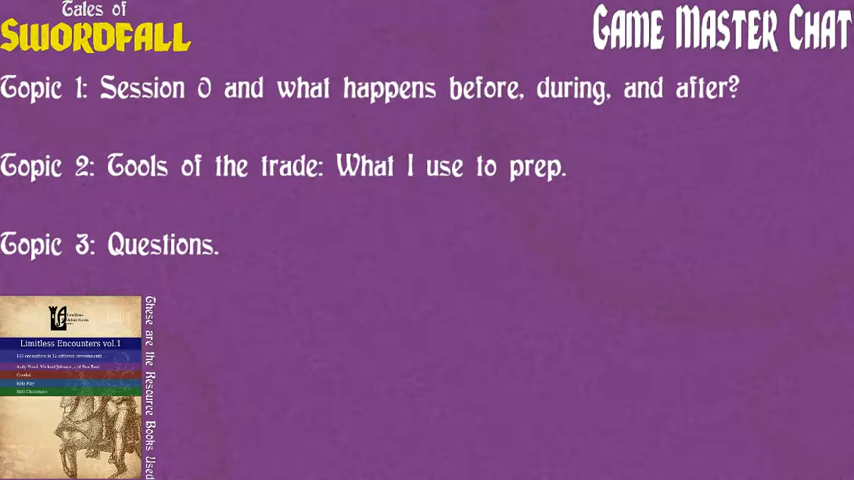 Tales of
SWORDFALL
GAME MASTER CHAT
Topic 1: Session 0 and what happens before, during, and after?
Topic 2: Tools of the trade: What I use to prep.
Topic 3: Questions.
Limitless Encounters vol.1
These are the Resource Books Used